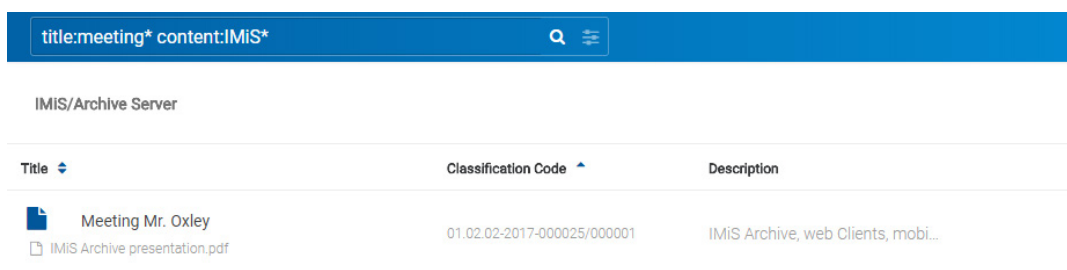 title:meeting* content:IMiS*
IMiS/Archive Server
Title Classification Code Description
Meeting Mr. Oxley
01.02.02-2017-000025/000001 IMiS Archive, web Clients, mobi...
IMiS Archive presentation.pdf